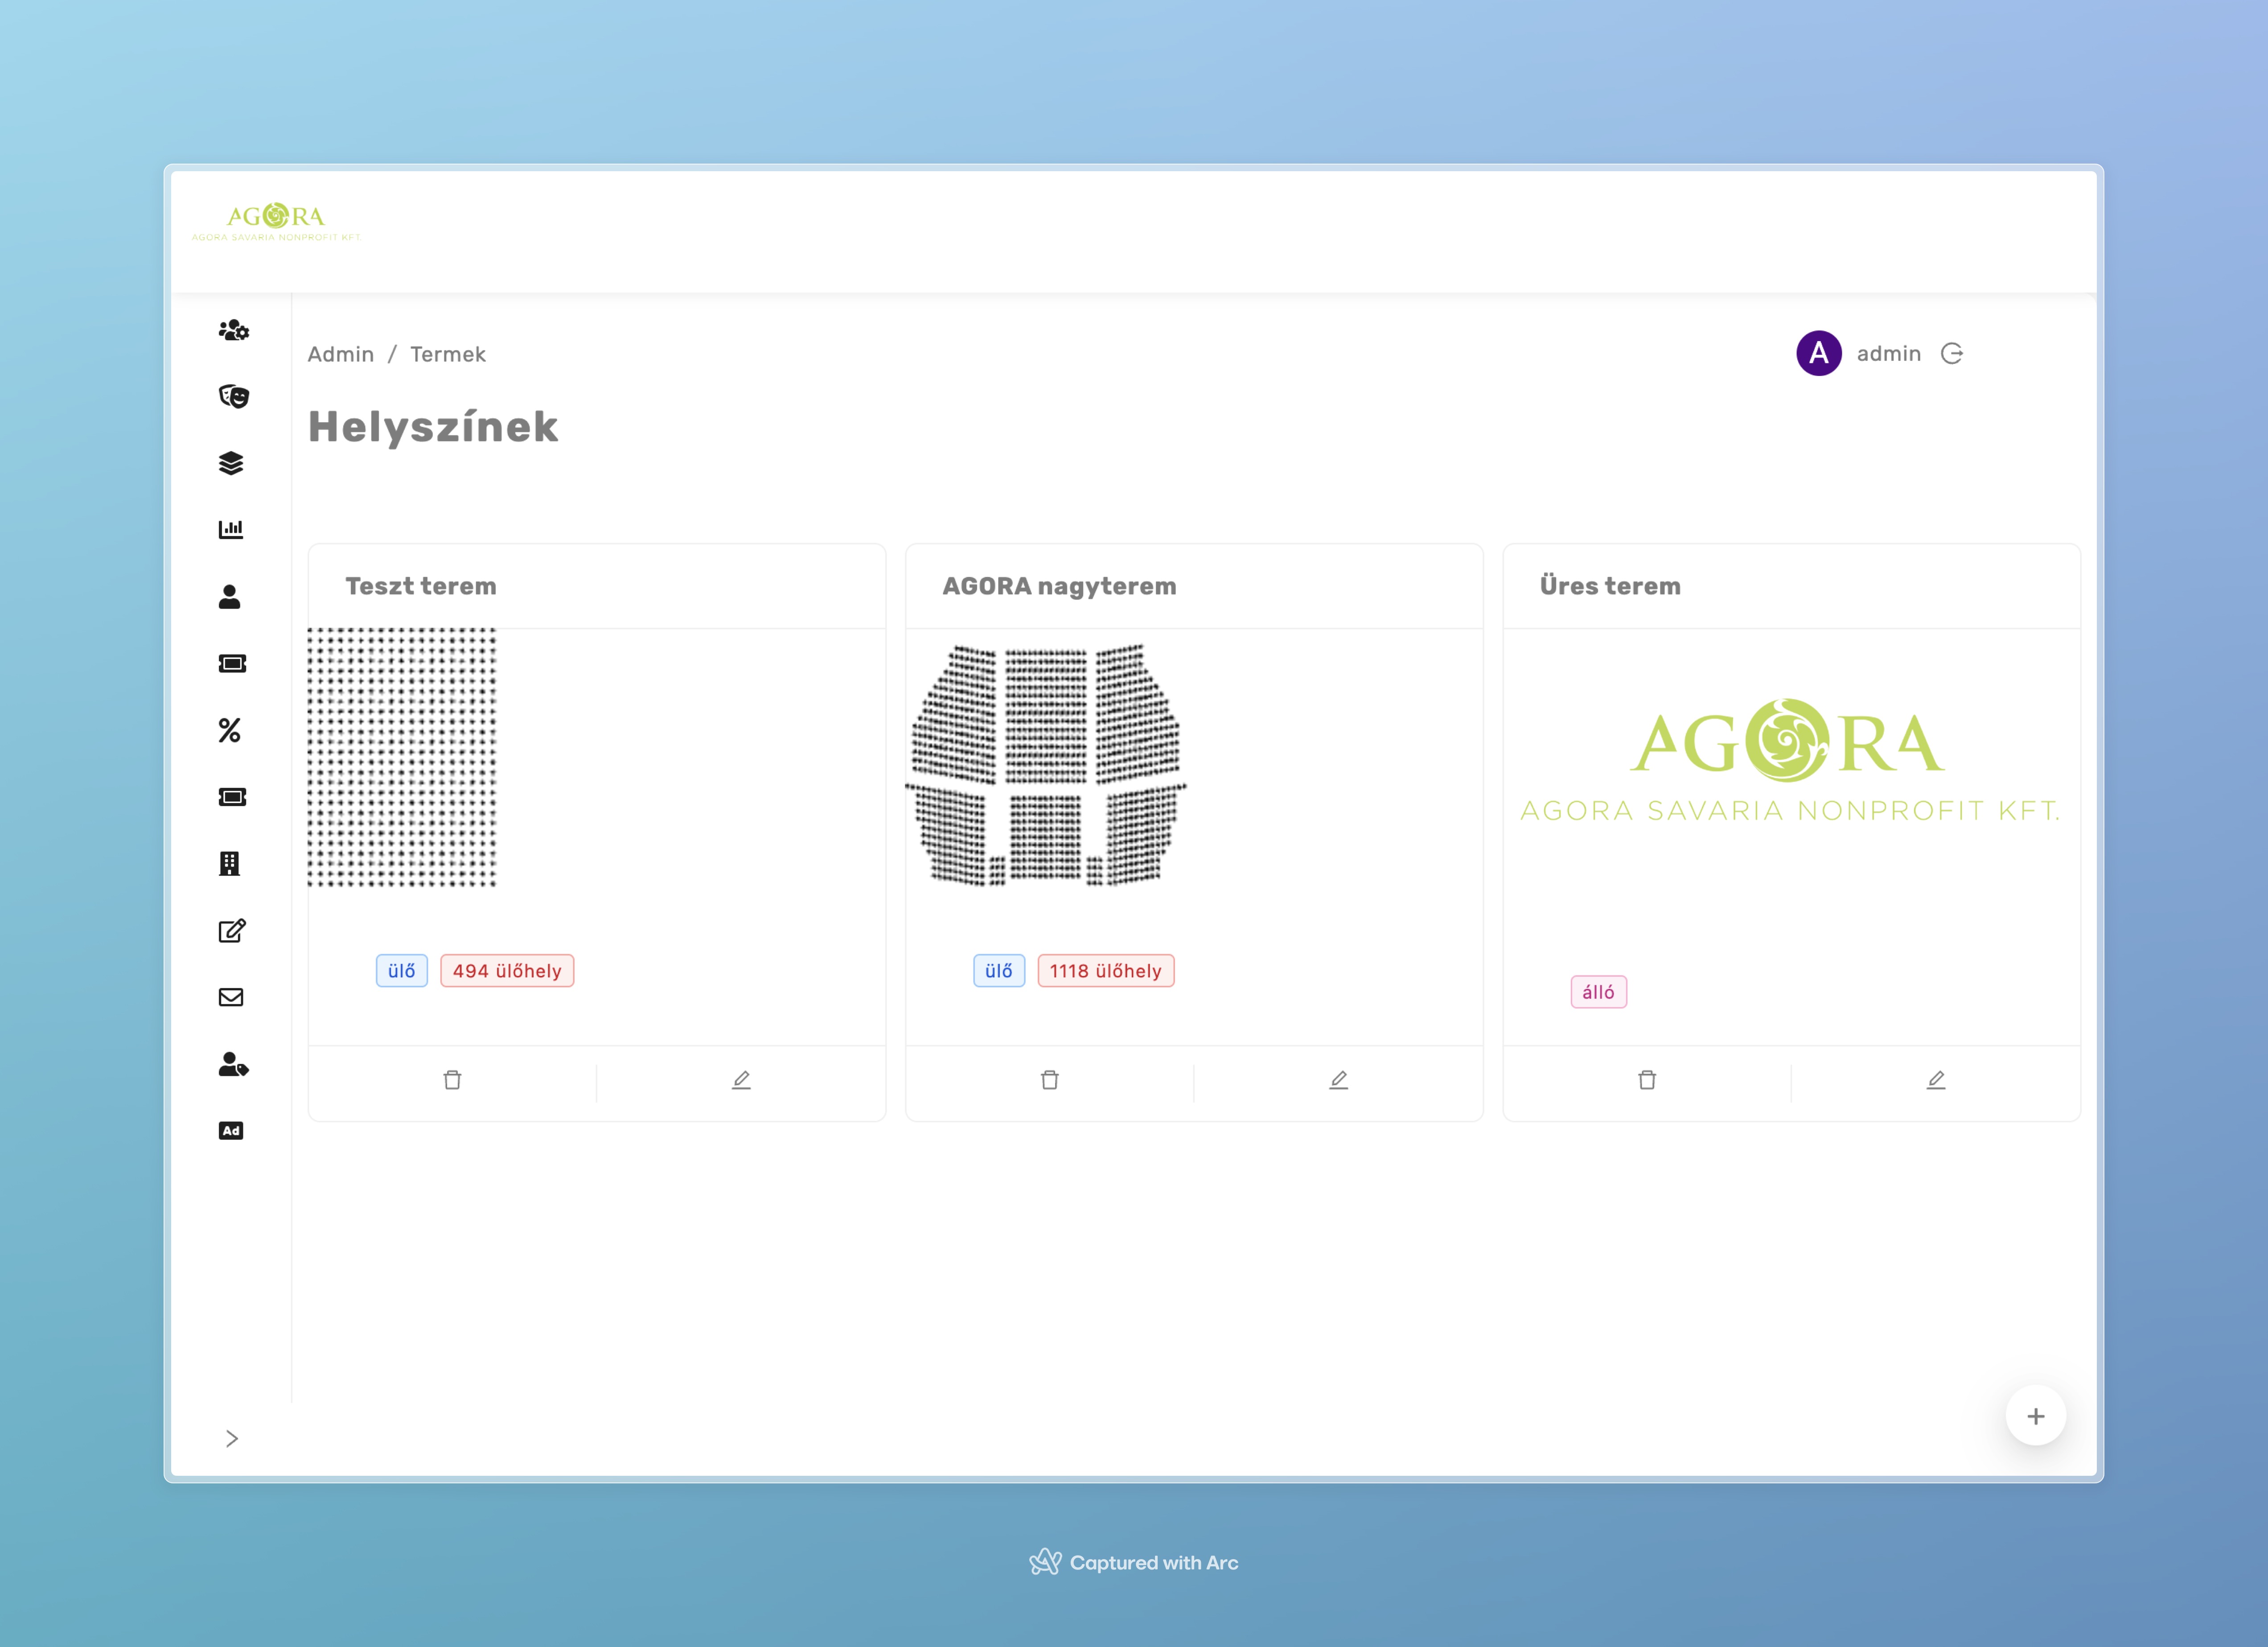 AGORA
AGORA SAVARIA NONPROFIT KFT.
Admin / Termek
A admin
Helyszínek
Teszt terem
AGORA nagyterem
Üres terem
AGORA
AGORA SAVARIA NONPROFIT KFT.
ülő 494 ülőhely
ülő 1118 ülőhely
álló
Ad
Captured with Arc